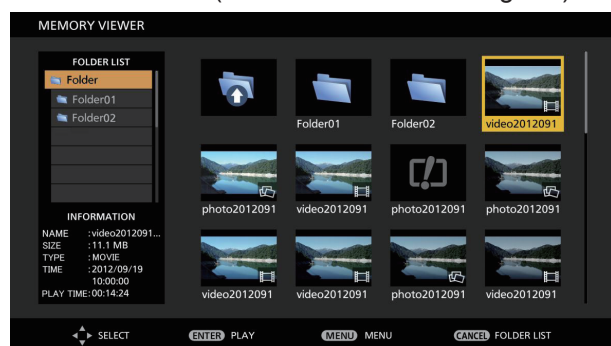 MEMORY VIEWER
FOLDER LIST
Folder
Folder01
Folder02
Folder01 Folder02 video2012091
photo2012091 video2012091 photo2012091 photo2012091
video2012091 video2012091 photo2012091 video2012091
INFORMATION
NAME :video2012091...
SIZE :11.1 MB
TYPE :MOVIE
TIME :2012/09/19
10:00:00
PLAY TIME:00:14:24
SELECT ENTER PLAY MENU MENU CANCEL FOLDER LIST